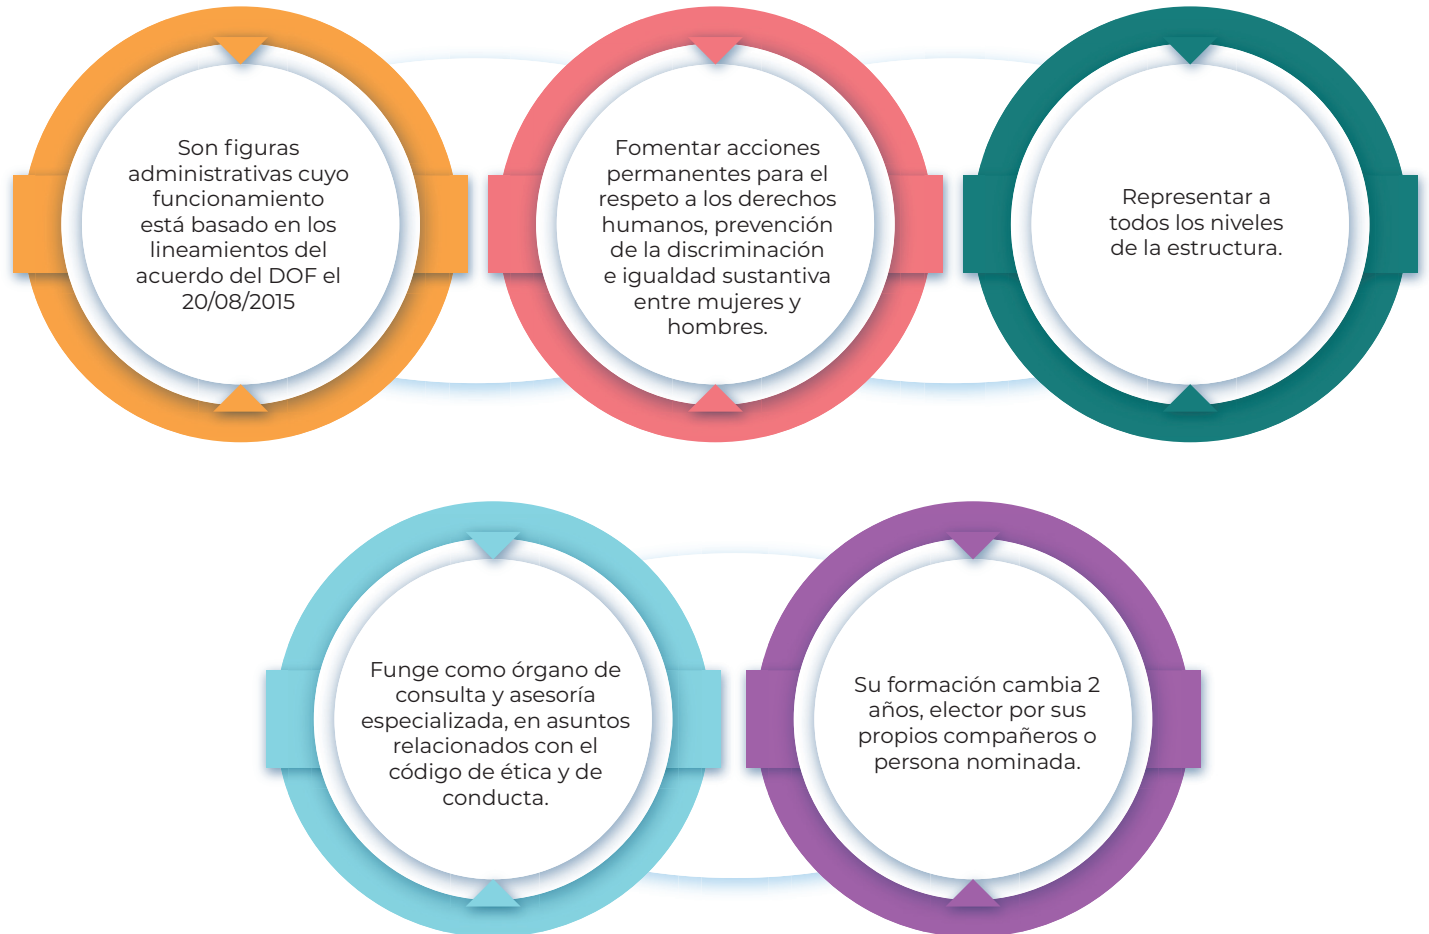 Son figuras
administrativas cuyo
funcionamiento
está basado en los
lineamientos del
acuerdo del DOF el
20/08/2015
Fomentar acciones
permanentes para el
respeto a los derechos
humanos, prevención
de la discriminación
e igualdad sustantiva
entre mujeres y
hombres.
Representar a
todos los niveles
de la estructura.
Funge como órgano de
consulta y asesoría
especializada, en asuntos
relacionados con el
código de ética y de
conducta.
Su formación cambia 2
años, elector por sus
propios compañeros o
persona nominada.